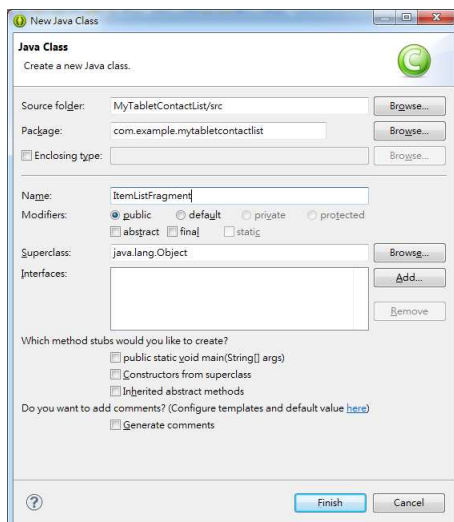 New Java Class
Java Class
Create a new Java class.
Source folder: MyTabletContactList/src Browse...
Package: com.example.mytabletcontactlist Browse...
Enclosing type: Browse...
Name: ItemListFragment
Modifiers: public default private protected
abstract final static
Superclass: java.lang.Object Browse...
Interfaces: Add...
Remove
Which method stubs would you like to create?
public static void main(String[] args)
Constructors from superclass
Inherited abstract methods
Do you want to add comments? (Configure templates and default value here)
Generate comments
? Finish Cancel